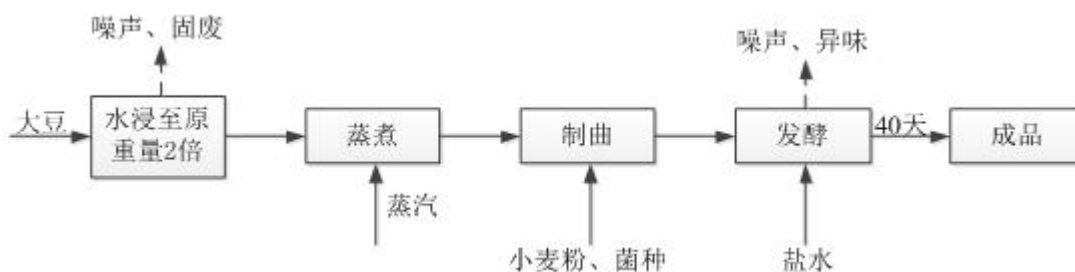 噪声、固废
噪声、异味
大豆
水浸至原
重量2倍
蒸煮
制曲
发酵
40天
成品
蒸汽
小麦粉、菌种
盐水